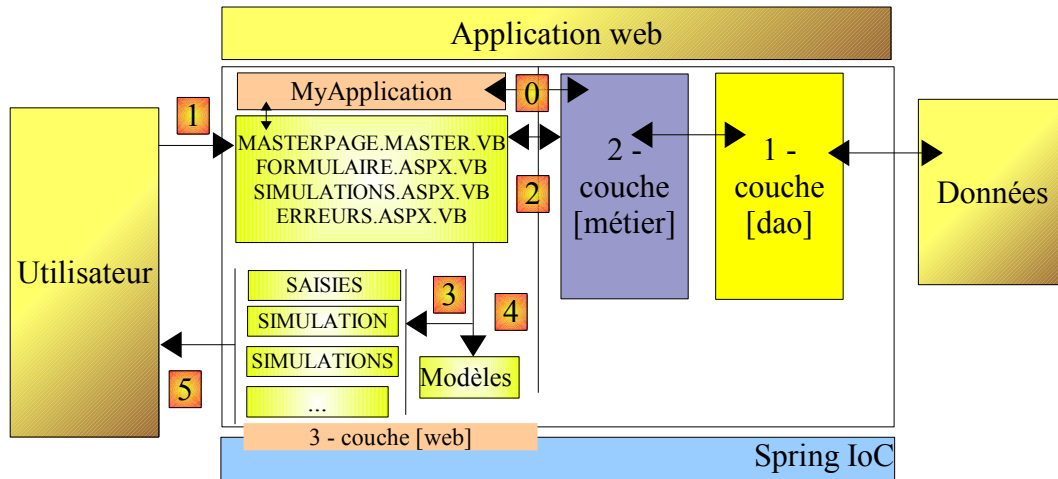 Application web
MyApplication
0
1
MASTERPAGE.MASTER.VB
FORMULAIRE.ASPX.VB
SIMULATIONS.ASPX.VB
ERREURS.ASPX.VB
2
2 -
couche
[métier]
1 -
couche
[dao]
Données
Utilisateur
SAISIES
SIMULATION
SIMULATIONS
...
3
4
Modèles
5
3 - couche [web]
Spring IoC